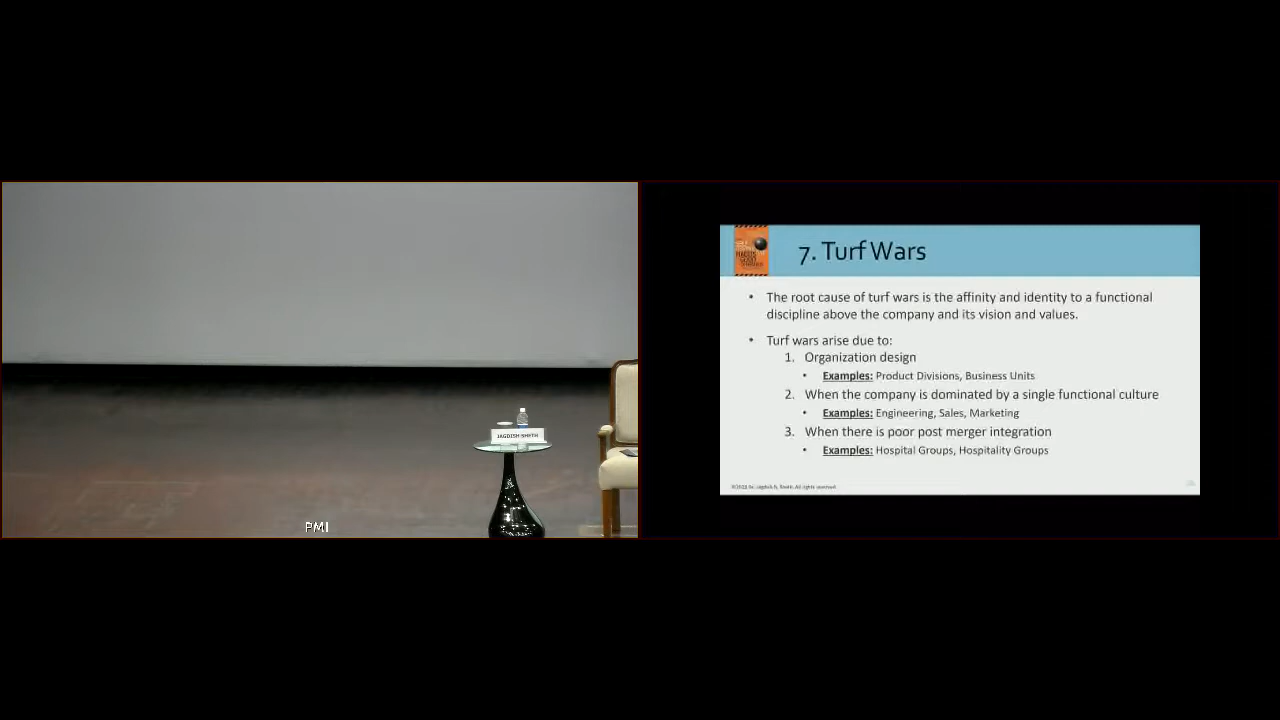 JAGDISH SHETH
PMI
7. Turf Wars
• The root cause of turf wars is the affinity and identity to a functional
discipline above the company and its vision and values.
• Turf wars arise due to:
1. Organization design
• Examples: Product Divisions, Business Units
2. When the company is dominated by a single functional culture
• Examples: Engineering, Sales, Marketing
3. When there is poor post merger integration
• Examples: Hospital Groups, Hospitality Groups
All rights reserved.